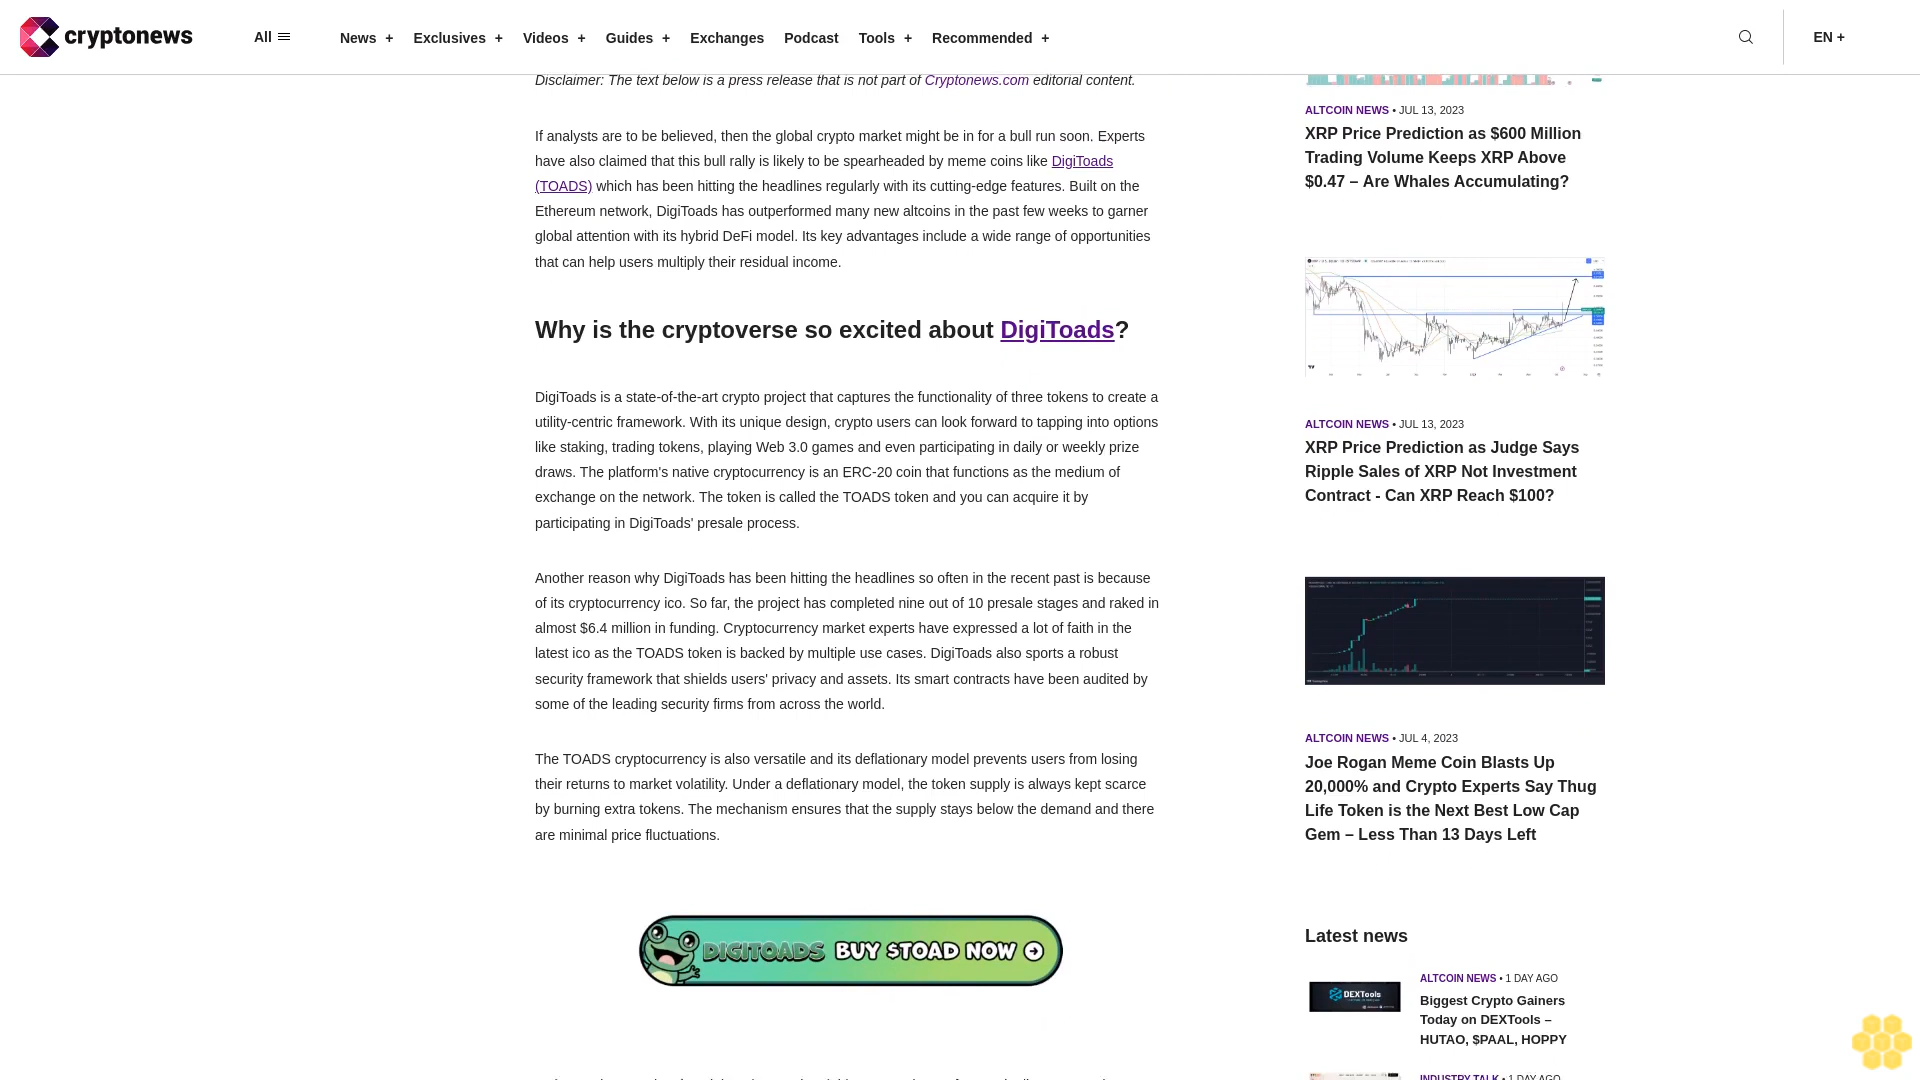 cryptonews
All
News +
Exclusives +
Videos +
Guides +
Exchanges
Podcast
Tools +
Recommended +
EN +
Disclaimer: The text below is a press release that is not part of Cryptonews.com editorial content.
If analysts are to be believed, then the global crypto market might be in for a bull run soon. Experts
have also claimed that this bull rally is likely to be spearheaded by meme coins like DigiToads
(TOADS) which has been hitting the headlines regularly with its cutting-edge features. Built on the
Ethereum network, DigiToads has outperformed many new altcoins in the past few weeks to garner
global attention with its hybrid DeFi model. Its key advantages include a wide range of opportunities
that can help users multiply their residual income.
Why is the cryptoverse so excited about DigiToads?
DigiToads is a state-of-the-art crypto project that captures the functionality of three tokens to create a
utility-centric framework. With its unique design, crypto users can look forward to tapping into options
like staking, trading tokens, playing Web 3.0 games and even participating in daily or weekly prize
draws. The platform's native cryptocurrency is an ERC-20 coin that functions as the medium of
exchange on the network. The token is called the TOADS token and you can acquire it by
participating in DigiToads' presale process.
Another reason why DigiToads has been hitting the headlines so often in the recent past is because
of its cryptocurrency ico. So far, the project has completed nine out of 10 presale stages and raked in
almost $6.4 million in funding. Cryptocurrency market experts have expressed a lot of faith in the
latest ico as the TOADS token is backed by multiple use cases. DigiToads also sports a robust
security framework that shields users' privacy and assets. Its smart contracts have been audited by
some of the leading security firms from across the world.
The TOADS cryptocurrency is also versatile and its deflationary model prevents users from losing
their returns to market volatility. Under a deflationary model, the token supply is always kept scarce
by burning extra tokens. The mechanism ensures that the supply stays below the demand and there
are minimal price fluctuations.
DIGITOADS BUY $TOAD NOW
ALTCOIN NEWS • JUL 13, 2023
XRP Price Prediction as $600 Million
Trading Volume Keeps XRP Above
$0.47 – Are Whales Accumulating?
ALTCOIN NEWS • JUL 13, 2023
XRP Price Prediction as Judge Says
Ripple Sales of XRP Not Investment
Contract - Can XRP Reach $100?
ALTCOIN NEWS • JUL 4, 2023
Joe Rogan Meme Coin Blasts Up
20,000% and Crypto Experts Say Thug
Life Token is the Next Best Low Cap
Gem – Less Than 13 Days Left
Latest news
DEXTools
ALTCOIN NEWS • 1 DAY AGO
Biggest Crypto Gainers
Today on DEXTools –
HUTAO, $PAAL, HOPPY
INDUSTRY TALK • 1 DAY AGO